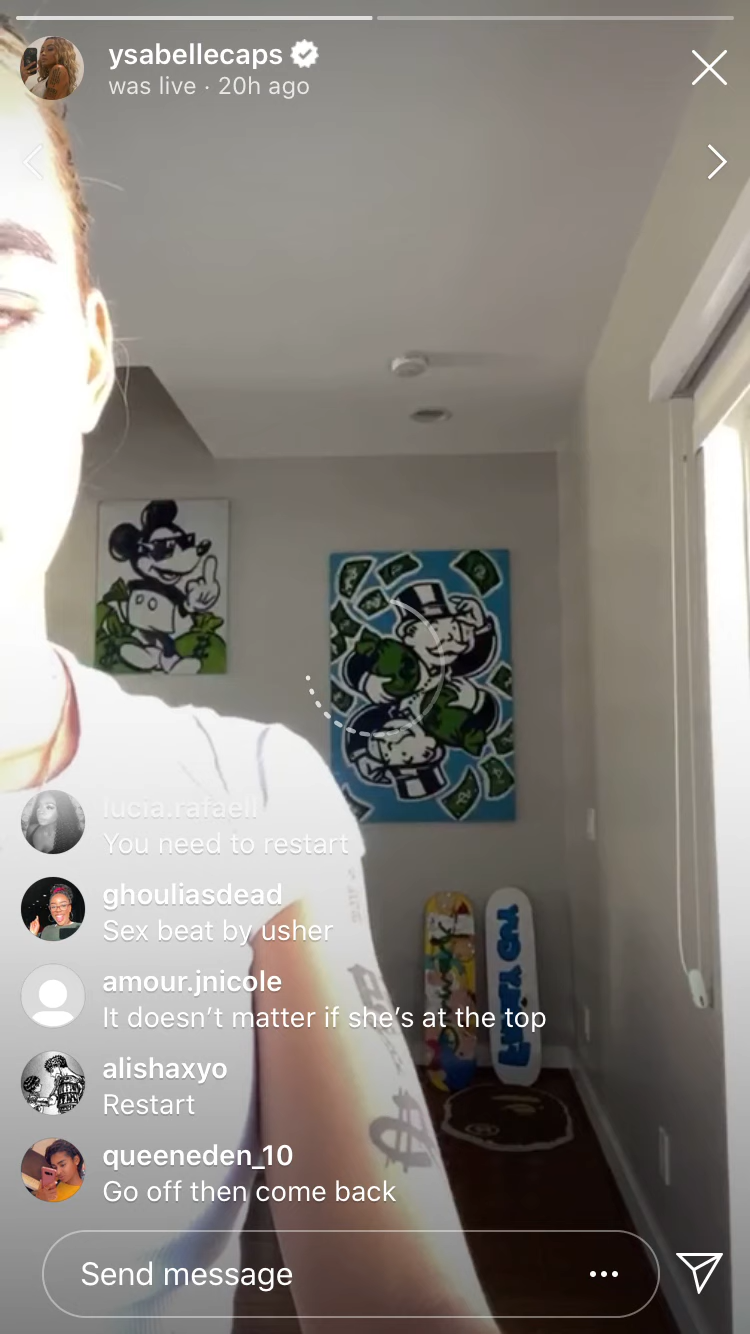 ysabellecaps
was live · 20h ago
lucia.rafaell
You need to restart
ghouliasdead
Sex beat by usher
amour.jnicole
It doesn’t matter if she’s at the top
alishaxyo
Restart
queeneden_10
Go off then come back
Send message